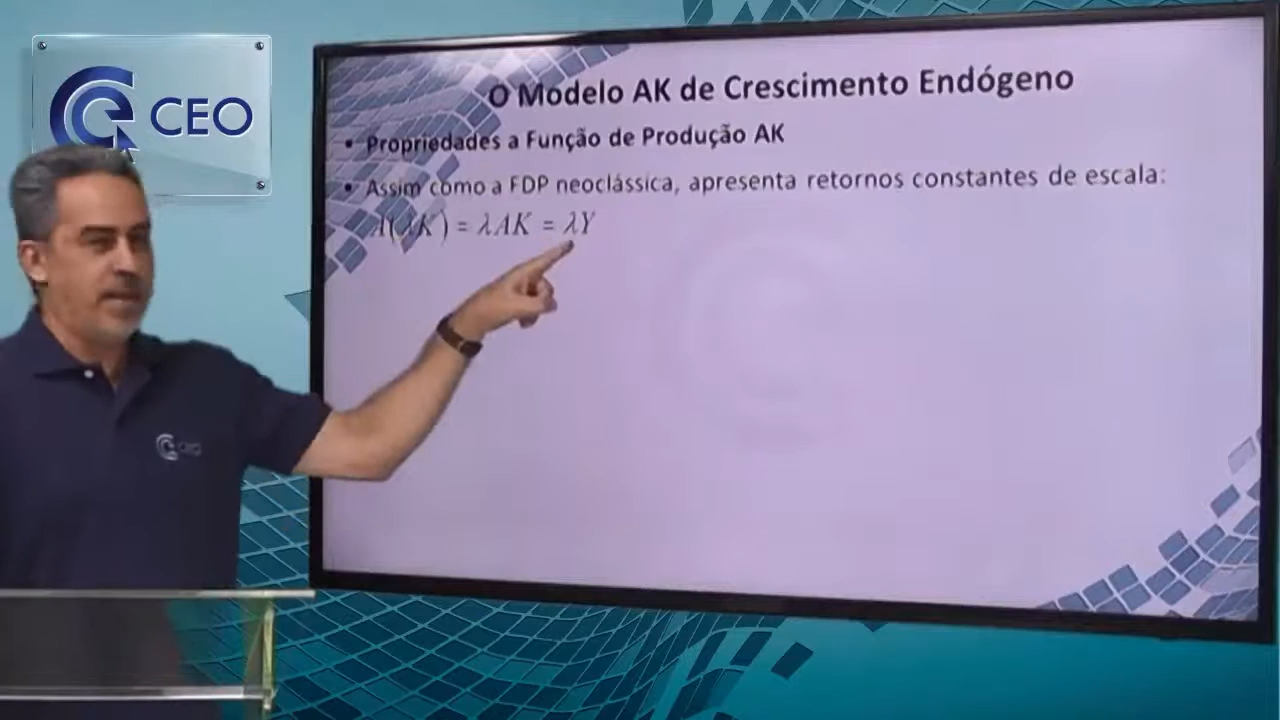 CEO
O Modelo AK de Crescimento Endógeno
• Propriedades a Função de Produção AK
• Assim como a FDP neoclássica, apresenta retornos constantes de escala:
A(λK) = λAK = λY
CEO